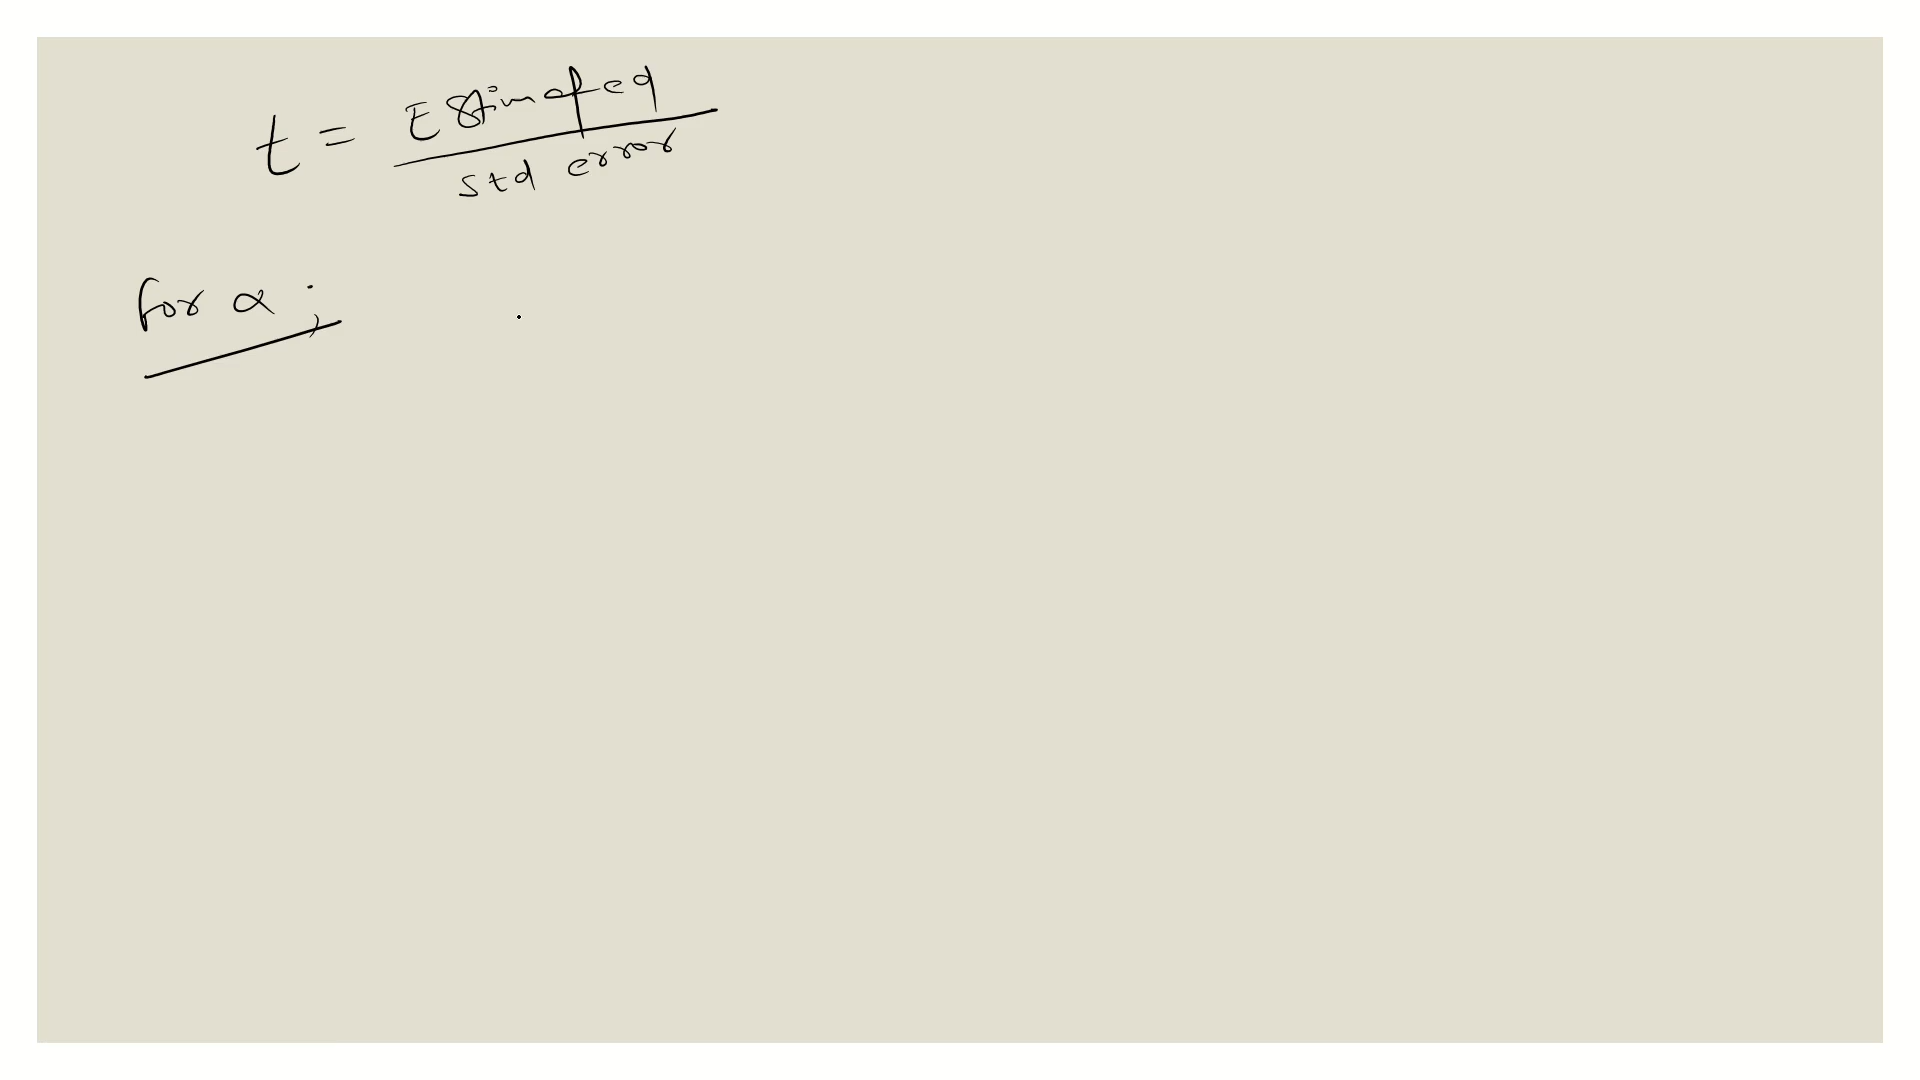 t = Estimated
std error
For α ;